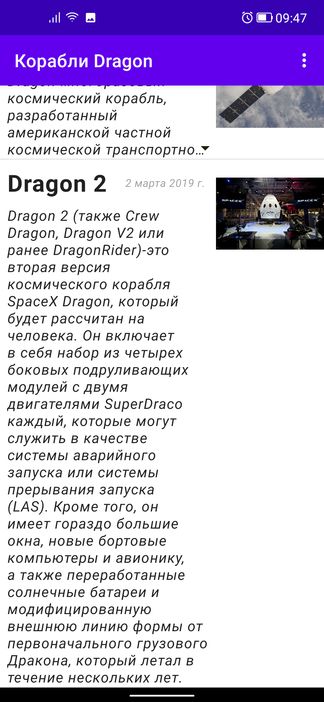 09:47
Корабли Dragon
космический корабль,
разработанный
американской частной
космической транспортно…
Dragon 2
2 марта 2019 г.
Dragon 2 (также Crew
Dragon, Dragon V2 или
ранее DragonRider)-это
вторая версия
космического корабля
SpaceX Dragon, который
будет рассчитан на
человека. Он включает
в себя набор из четырех
боковых подруливающих
модулей с двумя
двигателями SuperDraco
каждый, которые могут
служить в качестве
системы аварийного
запуска или системы
прерывания запуска
(LAS). Кроме того, он
имеет гораздо большие
окна, новые бортовые
компьютеры и авионику,
а также переработанные
солнечные батареи и
модифицированную
внешнюю линию формы от
первоначального грузового
Дракона, который летал в
течение нескольких лет.